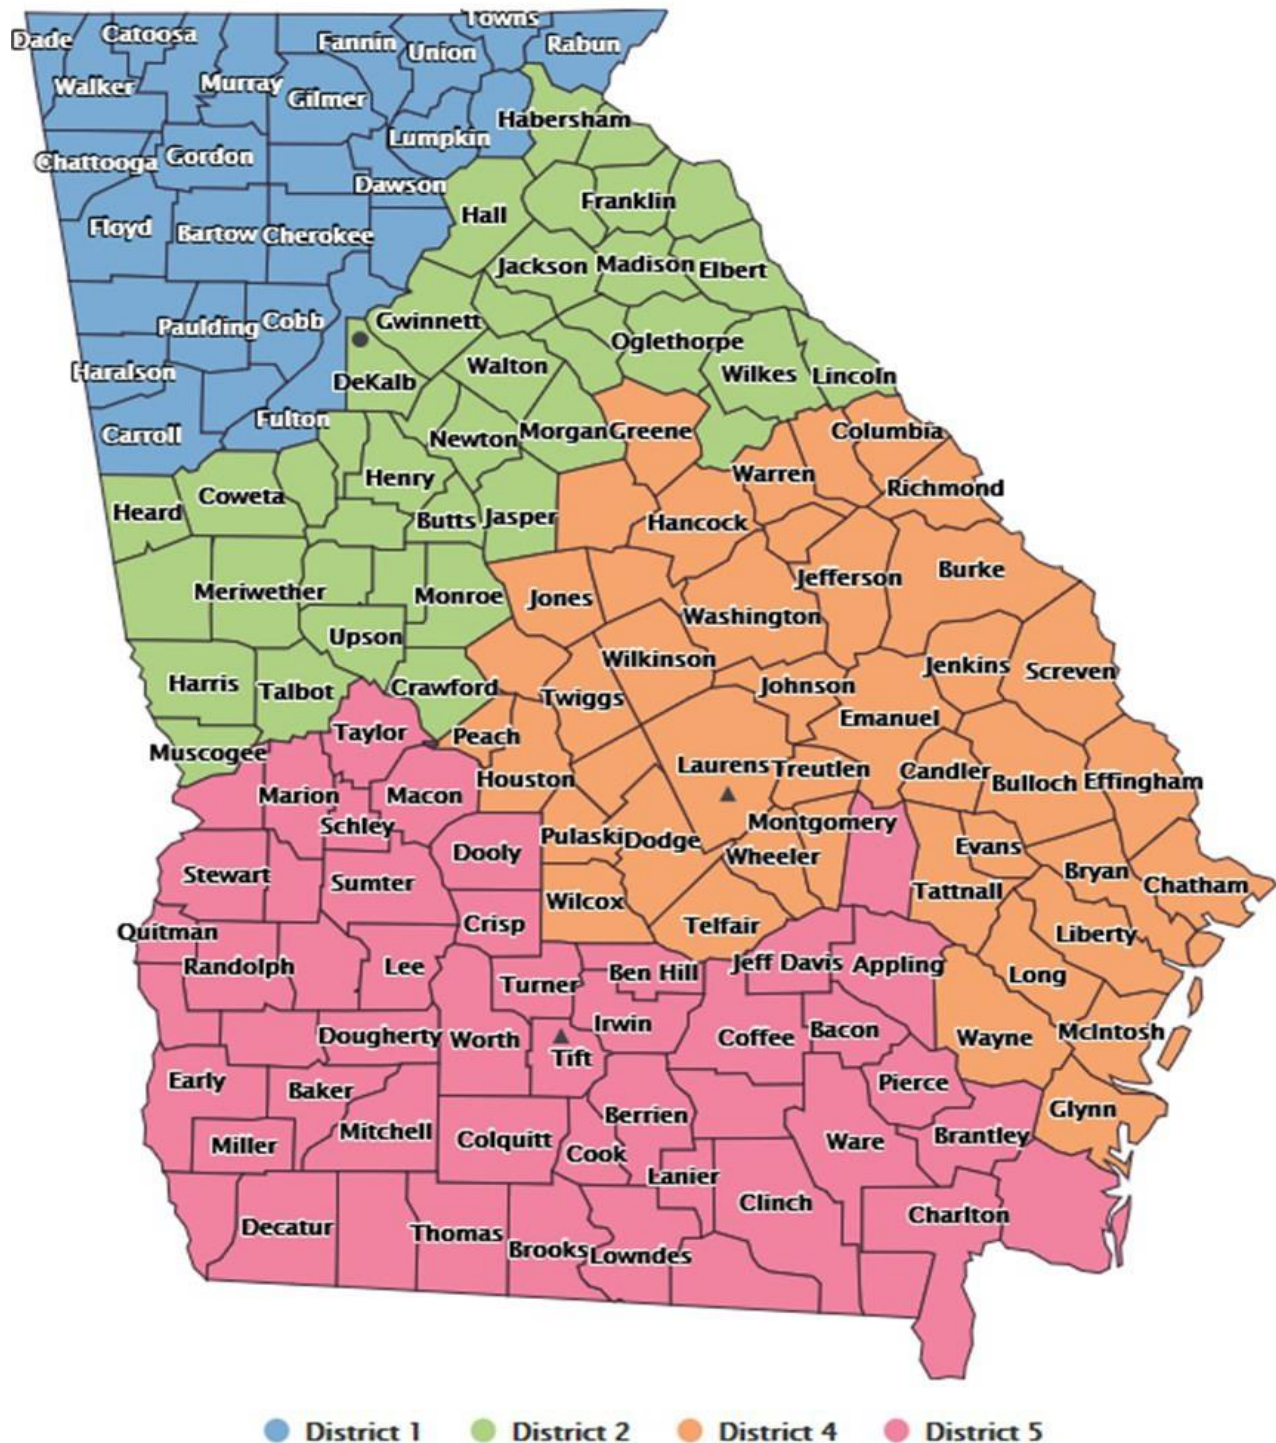 Towns
Dade
Catoosa
Fannin
Union
Rabun
Walker
Murray
Gilmer
Habersham
Lumpkin
Chattooga
Gordon
Dawson
Franklin
Hall
Floyd
Bartow
Cherokee
Jackson
Madison
Elbert
Paulding
Cobb
Gwinnett
Oglethorpe
Haralson
DeKalb
Walton
Wilkes
Lincoln
Carroll
Fulton
Newton
Morgan
Greene
Columbia
Henry
Warren
Richmond
Heard
Coweta
Butts
Jasper
Hancock
Meriwether
Monroe
Jones
Jefferson
Burke
Washington
Upson
Wilkinson
Jenkins
Screven
Harris
Talbot
Crawford
Twiggs
Johnson
Emanuel
Muscogee
Taylor
Peach
Laurens
Treutlen
Candler
Bulloch
Effingham
Marion
Macon
Houston
Schley
Pulaski
Dodge
Montgomery
Dooly
Wheeler
Evans
Bryan
Chatham
Stewart
Sumter
Wilcox
Tattnall
Quitman
Crisp
Telfair
Liberty
Randolph
Lee
Turner
Ben Hill
Jeff Davis
Appling
Long
Dougherty
Worth
Irwin
Coffee
Bacon
Wayne
McIntosh
Tift
Early
Baker
Pierce
Miller
Mitchell
Colquitt
Berrien
Cook
Ware
Brantley
Glynn
Lanier
Clinch
Charlton
Decatur
Thomas
Brooks
Lowndes
District 1
District 2
District 4
District 5